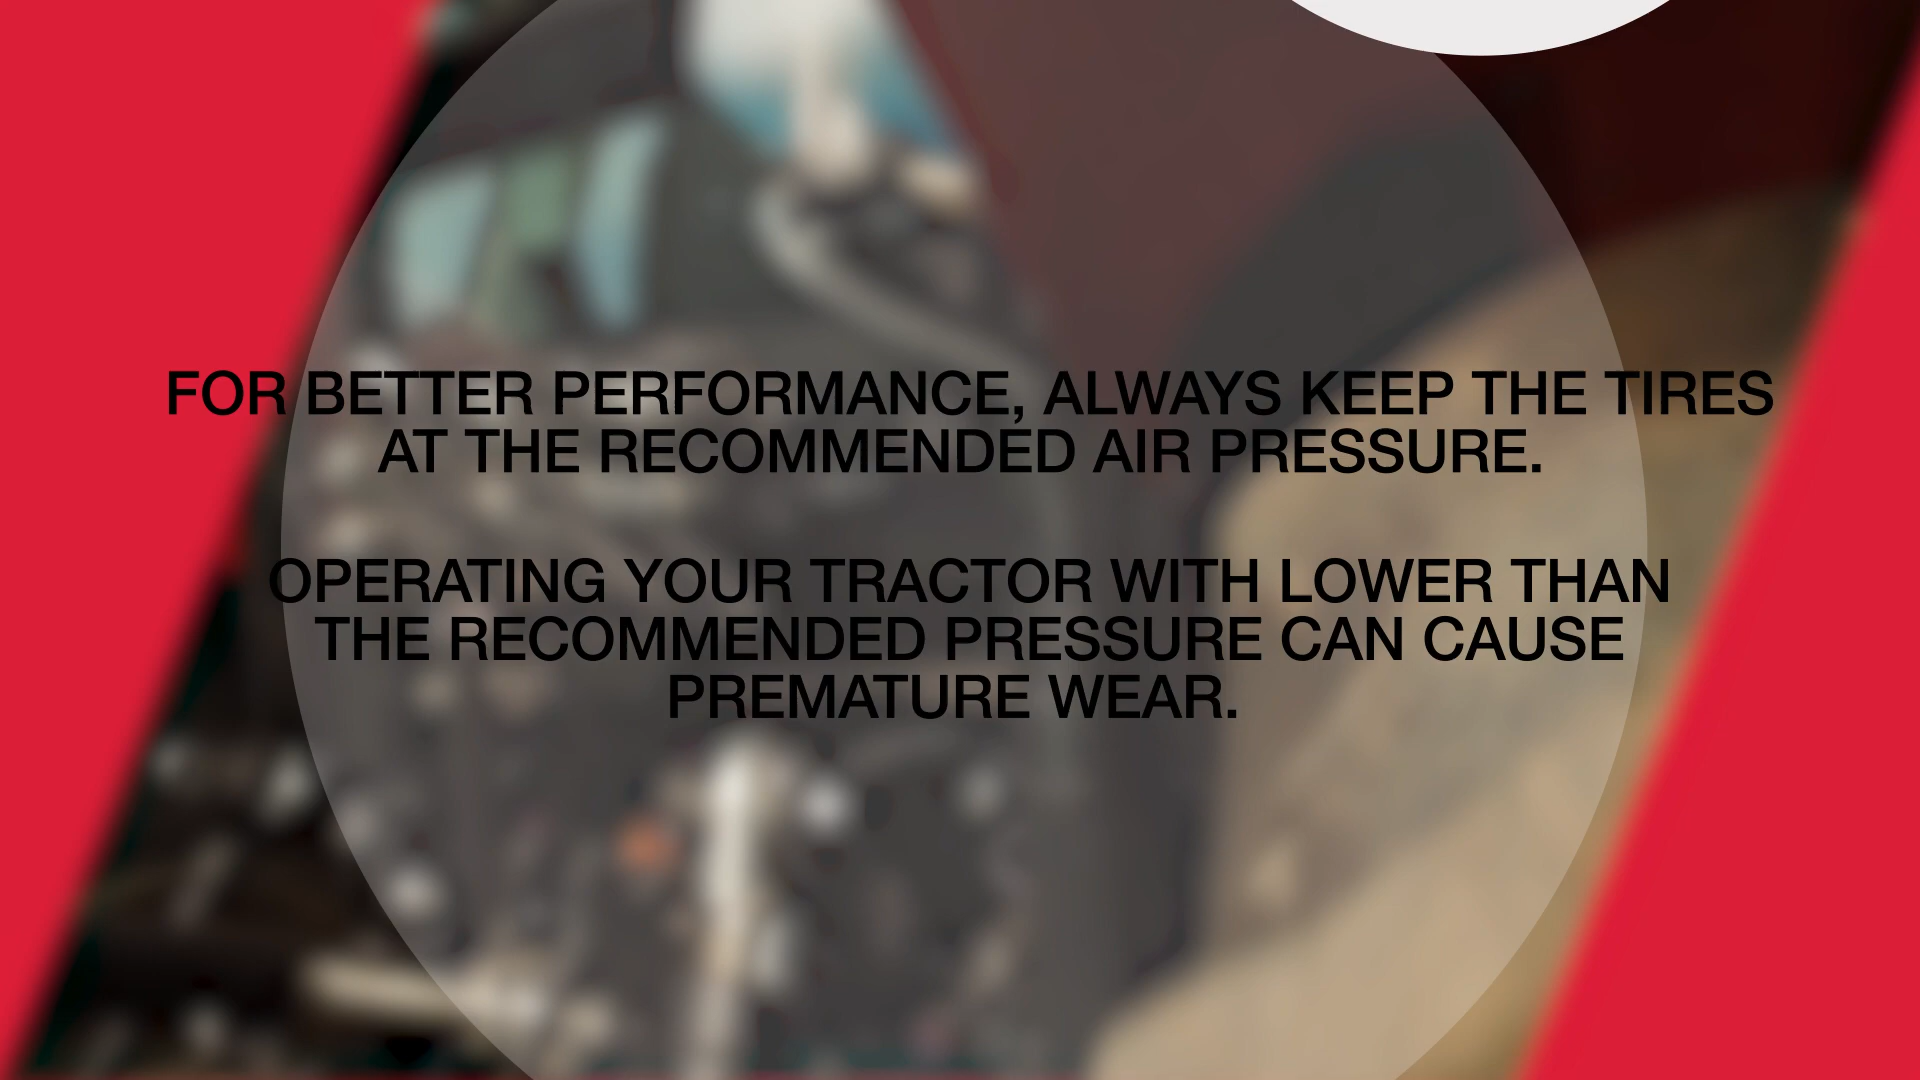 FOR BETTER PERFORMANCE, ALWAYS KEEP THE TIRES
AT THE RECOMMENDED AIR PRESSURE.
OPERATING YOUR TRACTOR WITH LOWER THAN
THE RECOMMENDED PRESSURE CAN CAUSE
PREMATURE WEAR.